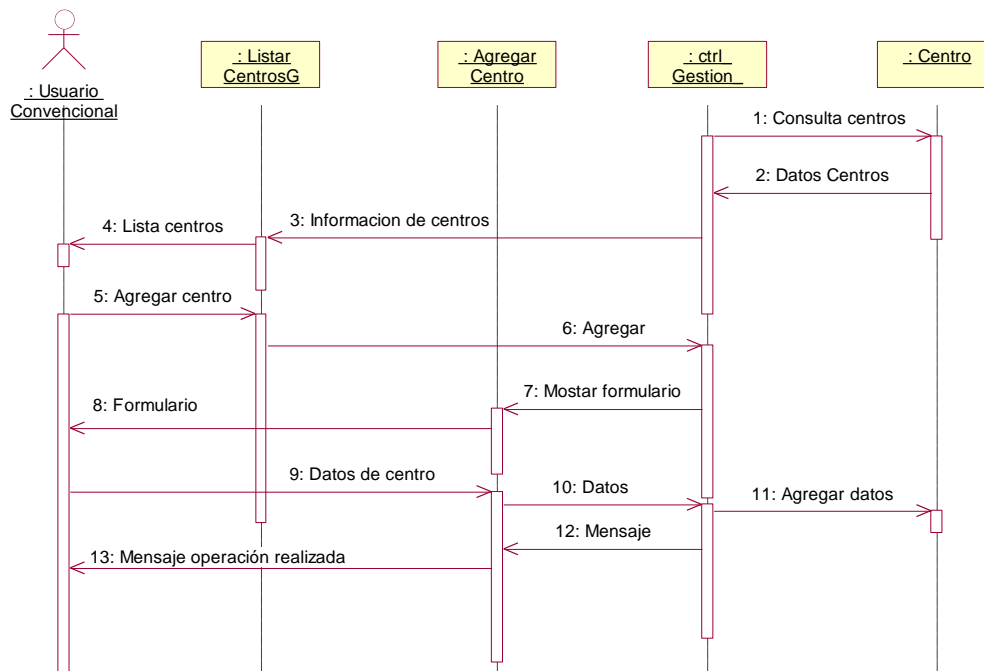 : Usuario
Convencional
: Listar
CentrosG
: Agregar
Centro
: ctrl_
Gestion_
: Centro
1: Consulta centros
2: Datos Centros
3: Informacion de centros
4: Lista centros
5: Agregar centro
6: Agregar
7: Mostar formulario
8: Formulario
9: Datos de centro
10: Datos
11: Agregar datos
12: Mensaje
13: Mensaje operación realizada